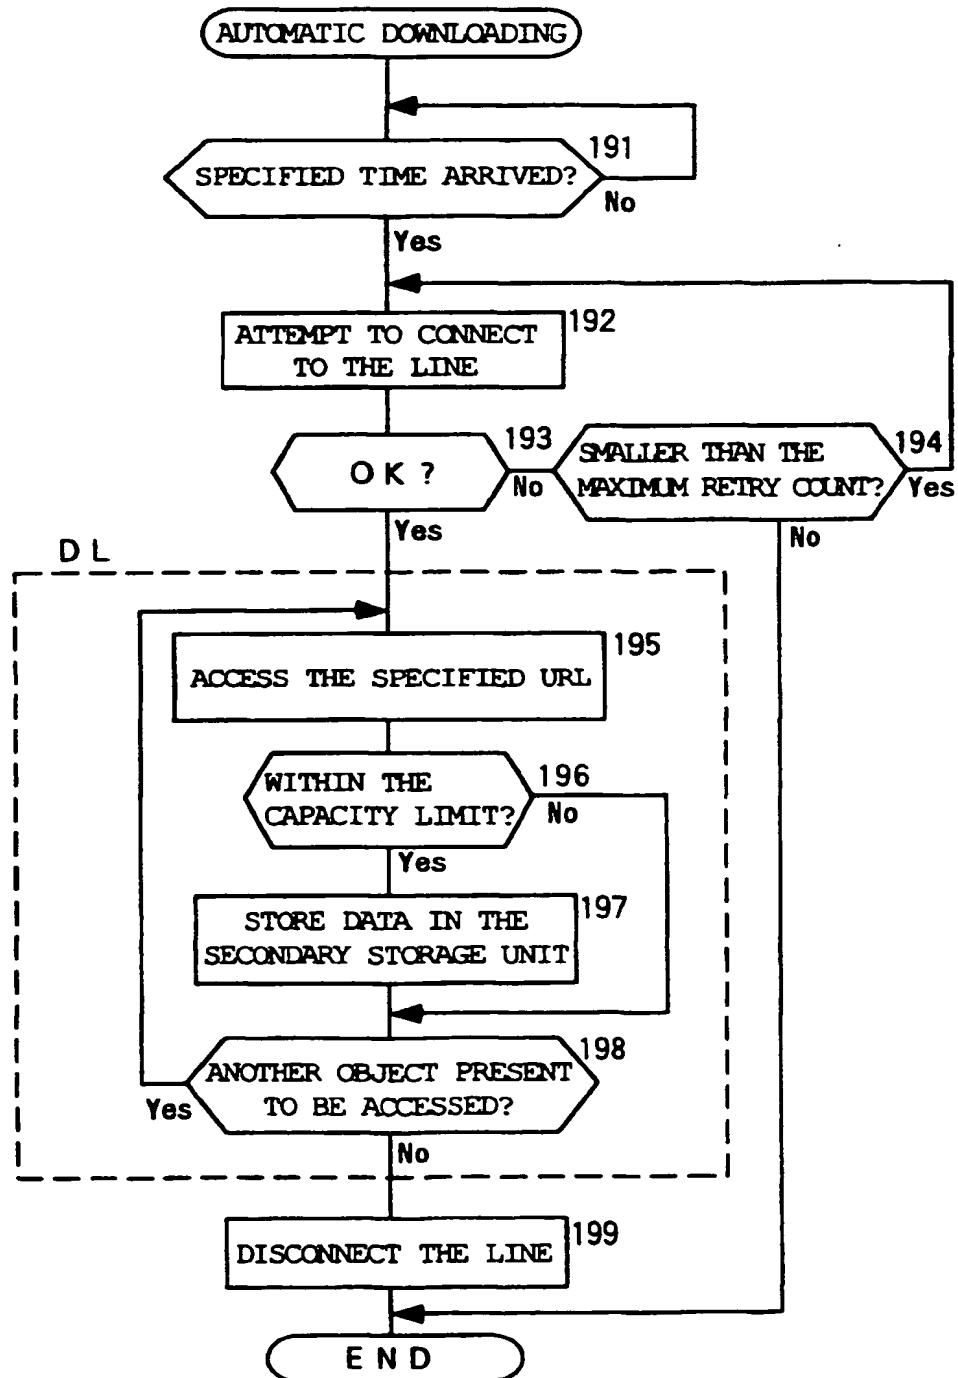 AUTOMATIC DOWNLOADING
191
SPECIFIED TIME ARRIVED?
No
Yes
192
ATTEMPT TO CONNECT
TO THE LINE
193
OK?
No
Yes
194
SMALLER THAN THE
MAXIMUM RETRY COUNT?
Yes
No
DL
195
ACCESS THE SPECIFIED URL
196
WITHIN THE
CAPACITY LIMIT?
No
Yes
197
STORE DATA IN THE
SECONDARY STORAGE UNIT
198
ANOTHER OBJECT PRESENT
TO BE ACCESSED?
Yes
No
199
DISCONNECT THE LINE
END